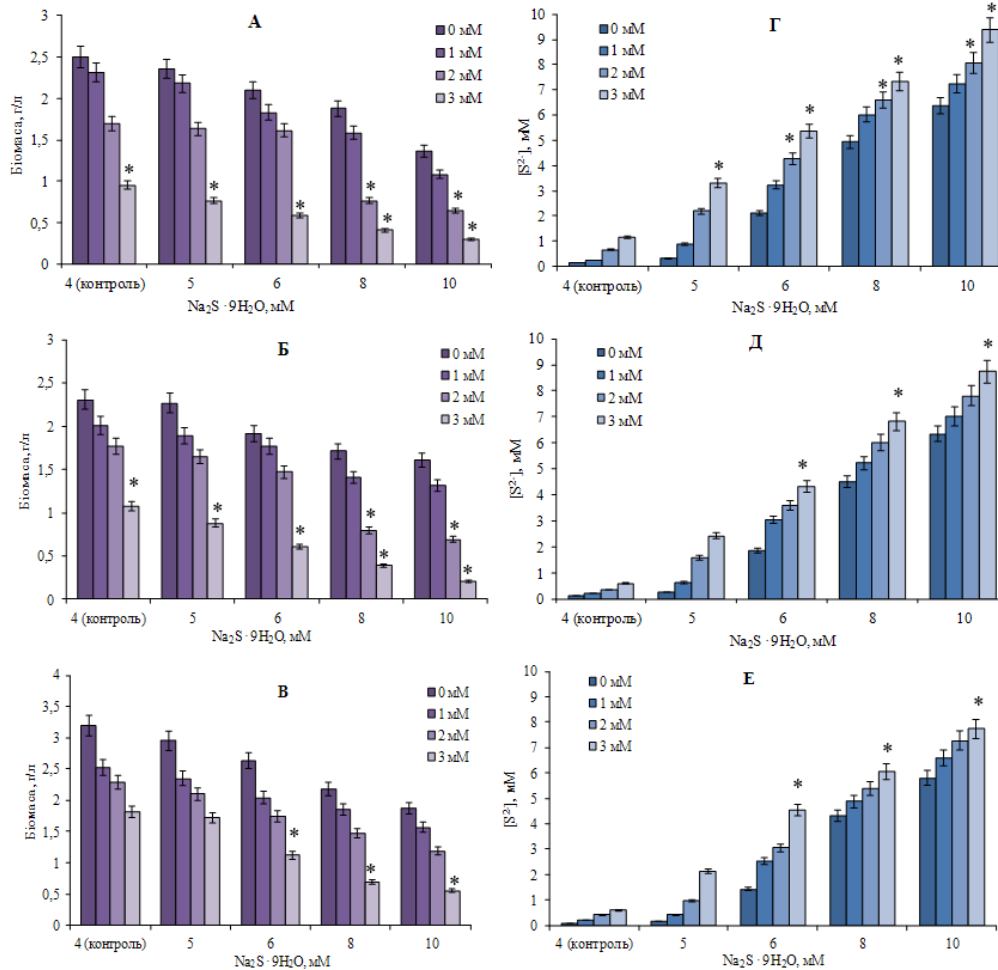 А
Біомаса, г/л
3
2,5
2
1,5
1
0,5
0
0 мМ
1 мМ
2 мМ
3 мМ
* * * * * * *
4 (контроль) 5 6 8 10
Na₂S · 9H₂O, мМ
Г
[S²⁻], мМ
10
9
8
7
6
5
4
3
2
1
0
0 мМ
1 мМ
2 мМ
3 мМ
* * * * * * *
4 (контроль) 5 6 8 10
Na₂S · 9H₂O, мМ
Б
Біомаса, г/л
3
2,5
2
1,5
1
0,5
0
0 мМ
1 мМ
2 мМ
3 мМ
* * * * * * *
4 (контроль) 5 6 8 10
Na₂S · 9H₂O, мМ
Д
[S²⁻], мМ
10
9
8
7
6
5
4
3
2
1
0
0 мМ
1 мМ
2 мМ
3 мМ
* * *
4 (контроль) 5 6 8 10
Na₂S · 9H₂O, мМ
В
Біомаса, г/л
4
3,5
3
2,5
2
1,5
1
0,5
0
0 мМ
1 мМ
2 мМ
3 мМ
* * *
4 (контроль) 5 6 8 10
Na₂S · 9H₂O, мМ
Е
[S²⁻], мМ
10
9
8
7
6
5
4
3
2
1
0
0 мМ
1 мМ
2 мМ
3 мМ
* * *
4 (контроль) 5 6 8 10
Na₂S · 9H₂O, мМ